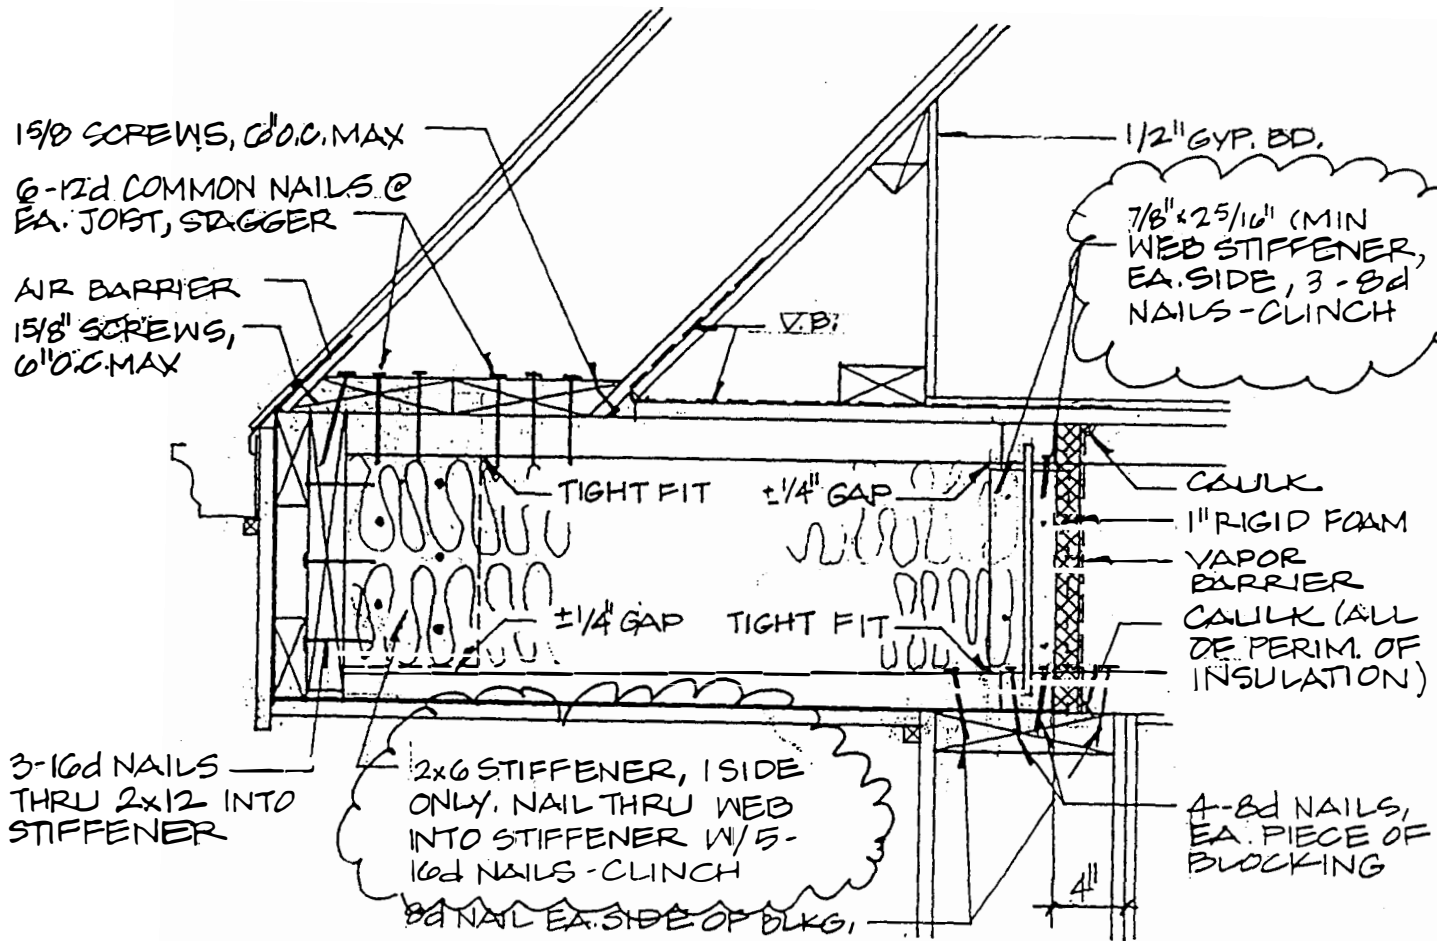 15/8 SCREWS, 6"O.C. MAX
6-12d COMMON NAILS @
EA. JOIST, STAGGER
AIR BARRIER
15/8" SCREWS,
6"O.C. MAX
1/2" GYP. BD.
7/8"x25/16" (MIN
WEB STIFFENER,
EA. SIDE, 3-8d
NAILS-CLINCH
V.B.
TIGHT FIT
±1/4" GAP
CAULK
1" RIGID FOAM
VAPOR
BARRIER
±1/4" GAP
TIGHT FIT
CAULK (ALL
OF PERIM. OF
INSULATION)
3-16d NAILS
THRU 2x12 INTO
STIFFENER
2x6 STIFFENER, 1 SIDE
ONLY. NAIL THRU WEB
INTO STIFFENER W/5-
16d NAILS-CLINCH
8d NAIL EA. SIDE OF BLKG.
4-8d NAILS,
EA. PIECE OF
BLOCKING
4"